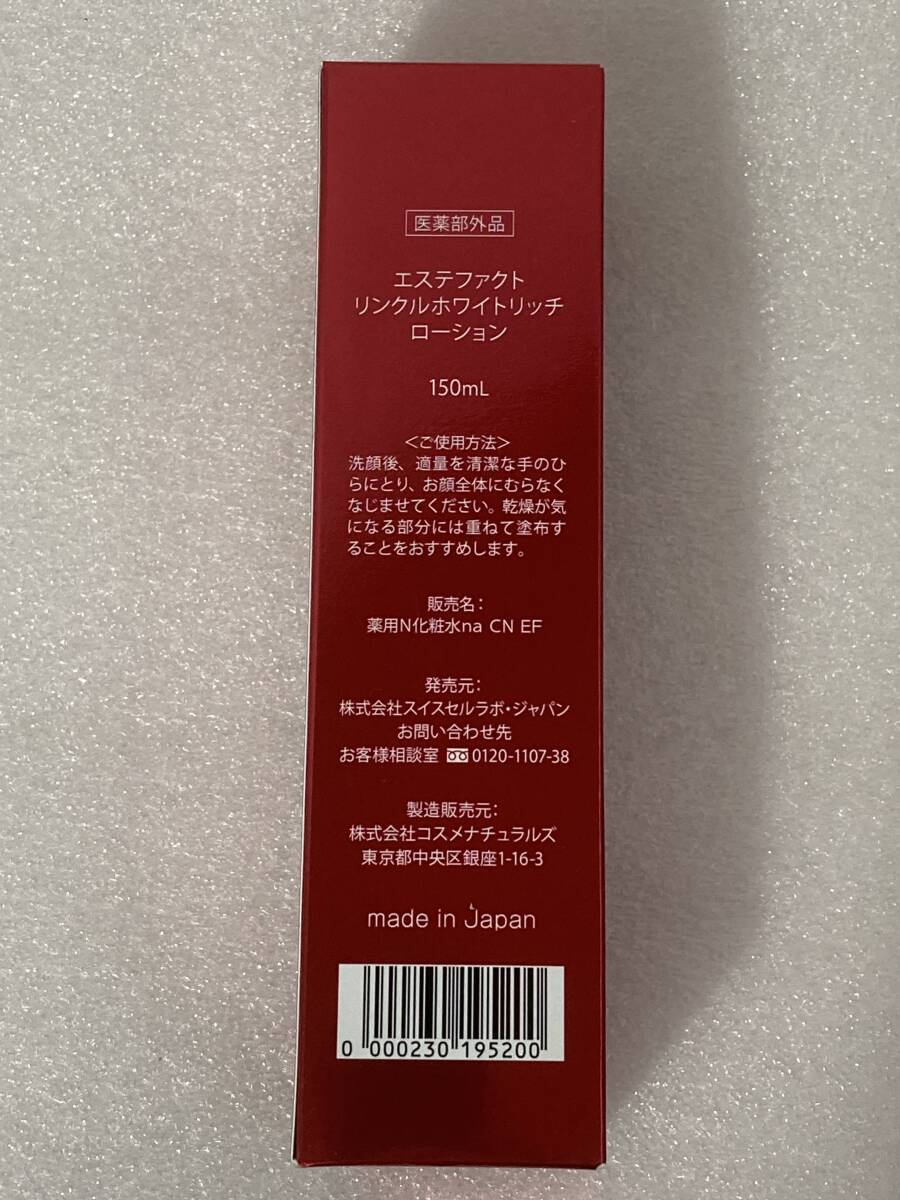 医薬部外品
エステファクト
リンクルホワイトリッチ
ローション
150mL
＜ご使用方法＞
洗顔後、適量を清潔な手のひ
らにとり、お顔全体にむらなく
なじませてください。乾燥が気
になる部分には重ねて塗布す
ることをおすすめします。
販売名：
薬用N化粧水na CN EF
発売元：
株式会社スイスセルラボ・ジャパン
お問い合わせ先
お客様相談室 0120-1107-38
製造販売元：
株式会社コスメナチュラルズ
東京都中央区銀座1-16-3
made in Japan
0 000230 195200